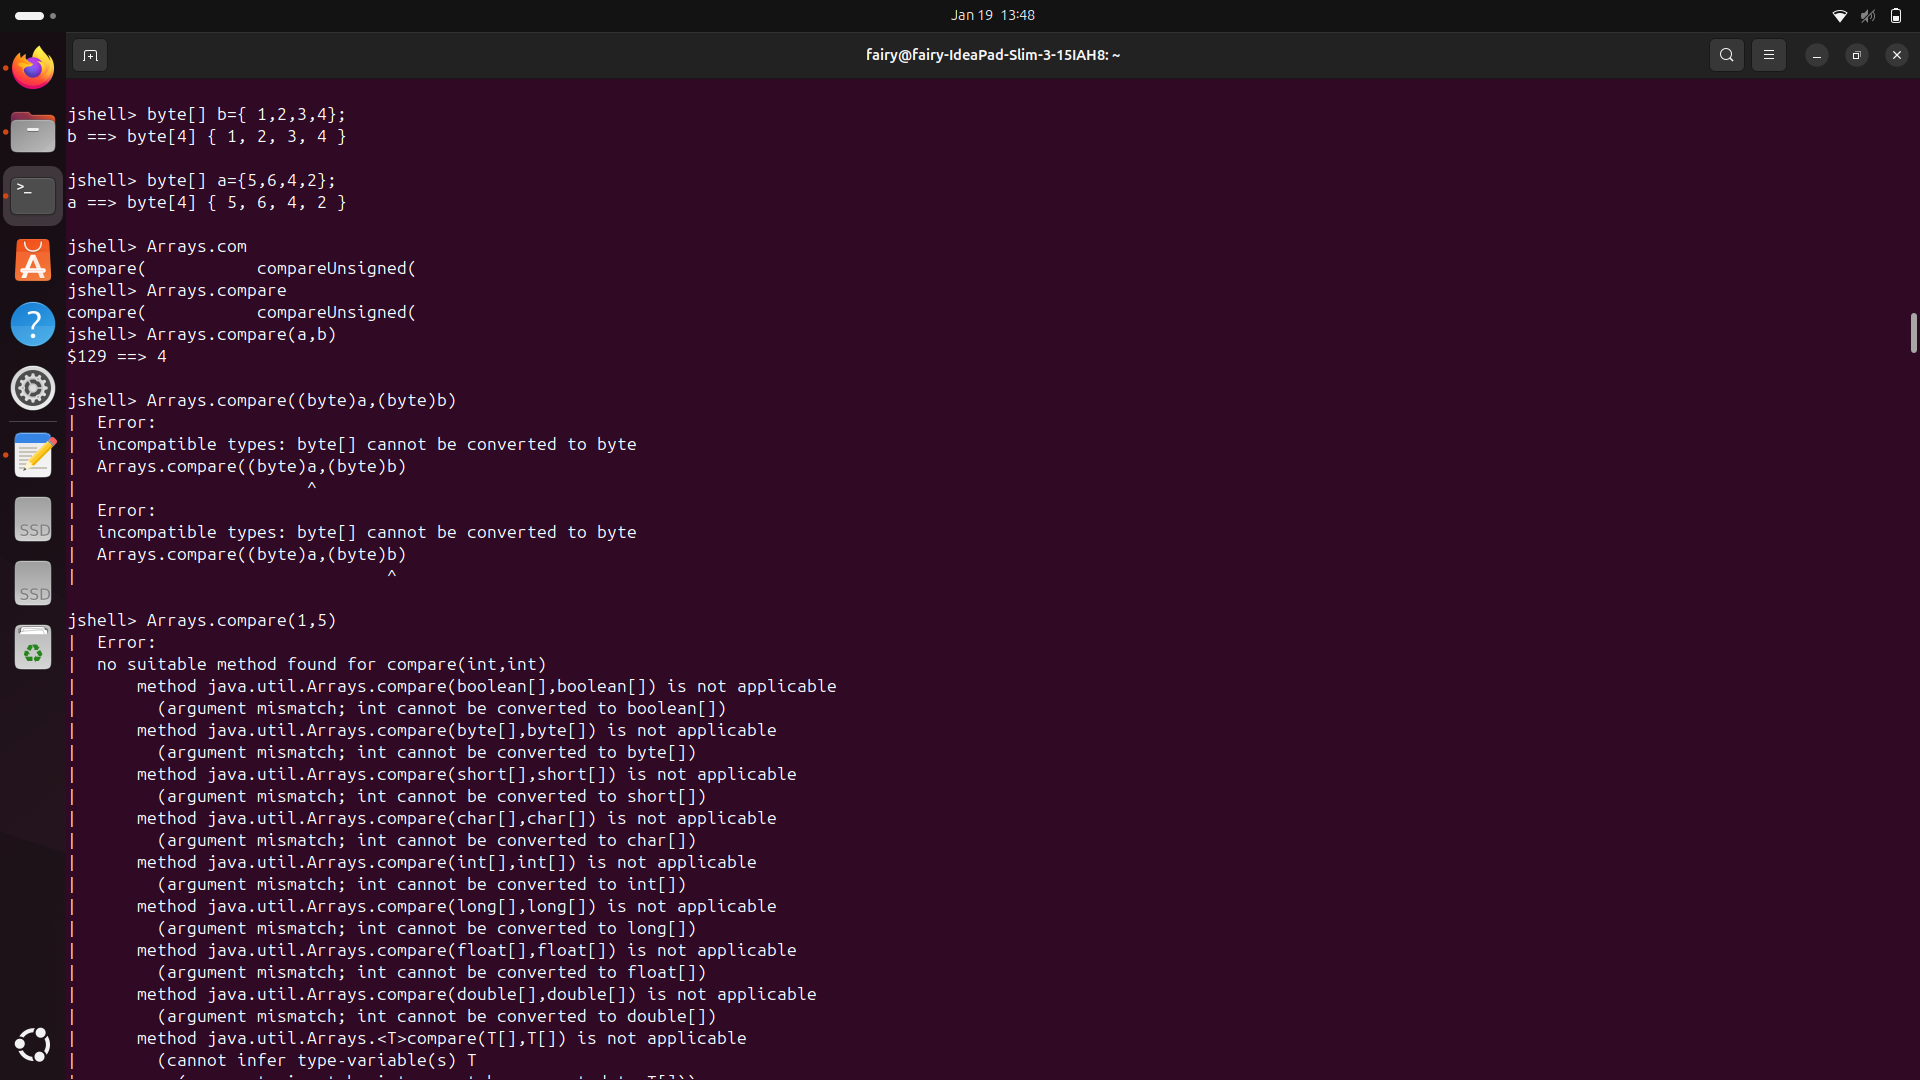 Jan 19 13:48
fairy@fairy-IdeaPad-Slim-3-15IAH8: ~
jshell> byte[] b={ 1,2,3,4};
b ==> byte[4] { 1, 2, 3, 4 }
jshell> byte[] a={5,6,4,2};
a ==> byte[4] { 5, 6, 4, 2 }
jshell> Arrays.com
compare(           compareUnsigned(
jshell> Arrays.compare
compare(           compareUnsigned(
jshell> Arrays.compare(a,b)
$129 ==> 4
jshell> Arrays.compare((byte)a,(byte)b)
|  Error:
|  incompatible types: byte[] cannot be converted to byte
|  Arrays.compare((byte)a,(byte)b)
|                        ^
|  Error:
|  incompatible types: byte[] cannot be converted to byte
|  Arrays.compare((byte)a,(byte)b)
|                                ^
jshell> Arrays.compare(1,5)
|  Error:
|  no suitable method found for compare(int,int)
|      method java.util.Arrays.compare(boolean[],boolean[]) is not applicable
|        (argument mismatch; int cannot be converted to boolean[])
|      method java.util.Arrays.compare(byte[],byte[]) is not applicable
|        (argument mismatch; int cannot be converted to byte[])
|      method java.util.Arrays.compare(short[],short[]) is not applicable
|        (argument mismatch; int cannot be converted to short[])
|      method java.util.Arrays.compare(char[],char[]) is not applicable
|        (argument mismatch; int cannot be converted to char[])
|      method java.util.Arrays.compare(int[],int[]) is not applicable
|        (argument mismatch; int cannot be converted to int[])
|      method java.util.Arrays.compare(long[],long[]) is not applicable
|        (argument mismatch; int cannot be converted to long[])
|      method java.util.Arrays.compare(float[],float[]) is not applicable
|        (argument mismatch; int cannot be converted to float[])
|      method java.util.Arrays.compare(double[],double[]) is not applicable
|        (argument mismatch; int cannot be converted to double[])
|      method java.util.Arrays.<T>compare(T[],T[]) is not applicable
|        (cannot infer type-variable(s) T
>_
?
SSD
SSD